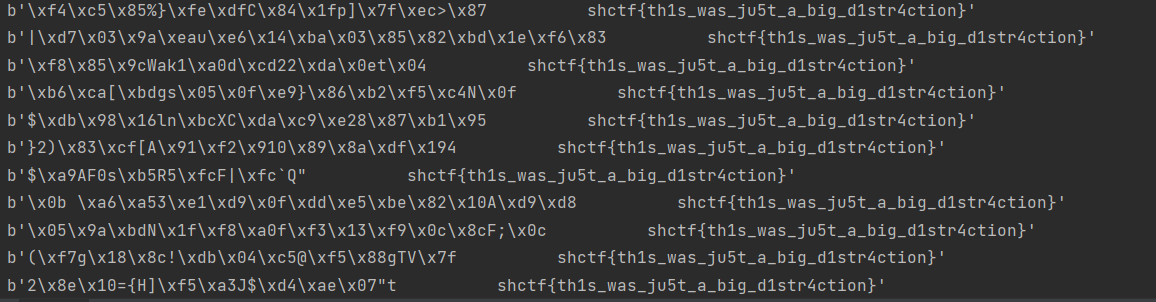 b'\xf4\xc5\x85%}\xfe\xdfC\x84\x1fp]\x7f\xec>\x87          shctf{th1s_was_ju5t_a_big_d1str4ction}'
b'|\xd7\x03\x9a\xeau\xe6\x14\xba\x03\x85\x82\xbd\x1e\xf6\x83          shctf{th1s_was_ju5t_a_big_d1str4ction}'
b'\xf8\x85\x9cWak1\xa0d\xcd22\xda\x0et\x04             shctf{th1s_was_ju5t_a_big_d1str4ction}'
b'\xb6\xca[\xbdgs\x05\x0f\xe9}\x86\xb2\xf5\xc4N\x0f          shctf{th1s_was_ju5t_a_big_d1str4ction}'
b'$\xdb\x98\x16ln\xbcXC\xda\xc9\xe28\x87\xb1\x95          shctf{th1s_was_ju5t_a_big_d1str4ction}'
b'}2)\x83\xcf[A\x91\xf2\x910\x89\x8a\xdf\x194          shctf{th1s_was_ju5t_a_big_d1str4ction}'
b'$\xa9AF0s\xb5R5\xfcF|\xfc`Q"          shctf{th1s_was_ju5t_a_big_d1str4ction}'
b'\x0b \xa6\xa53\xe1\xd9\x0f\xdd\xe5\xbe\x82\x10A\xd9\xd8          shctf{th1s_was_ju5t_a_big_d1str4ction}'
b'\x05\x9a\xbdN\x1f\xf8\xa0f\xf3\x13\xf9\x0c\x8cF;\x0c          shctf{th1s_was_ju5t_a_big_d1str4ction}'
b'(\xf7g\x18\x8c!\xdb\x04\xc5@\xf5\x88gTV\x7f          shctf{th1s_was_ju5t_a_big_d1str4ction}'
b'2\x8e\x10={H]\xf5\xa3J$\xd4\xae\x07"t          shctf{th1s_was_ju5t_a_big_d1str4ction}'